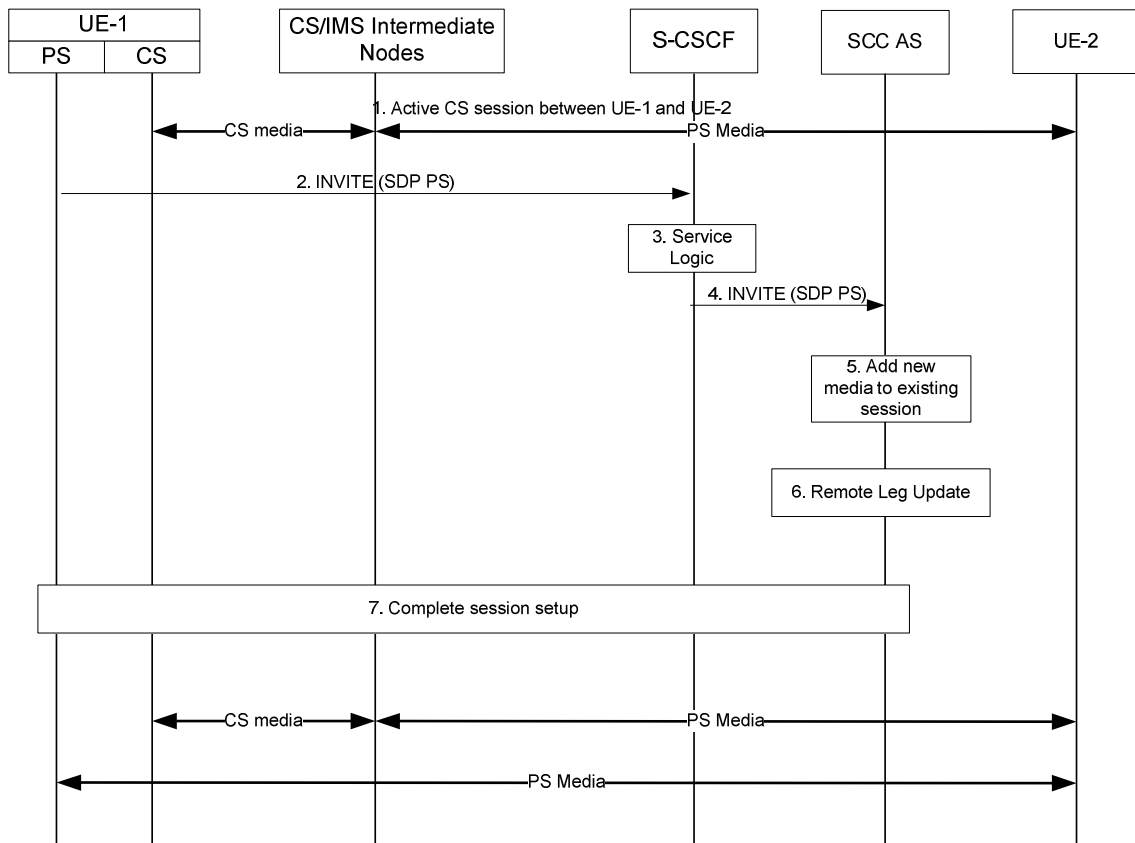 UE-1
PS
CS
CS/IMS Intermediate
Nodes
S-CSCF
SCC AS
UE-2
1. Active CS session between UE-1 and UE-2
CS media
PS Media
2. INVITE (SDP PS)
3. Service
Logic
4. INVITE (SDP PS)
5. Add new
media to existing
session
6. Remote Leg Update
7. Complete session setup
CS media
PS Media
PS Media